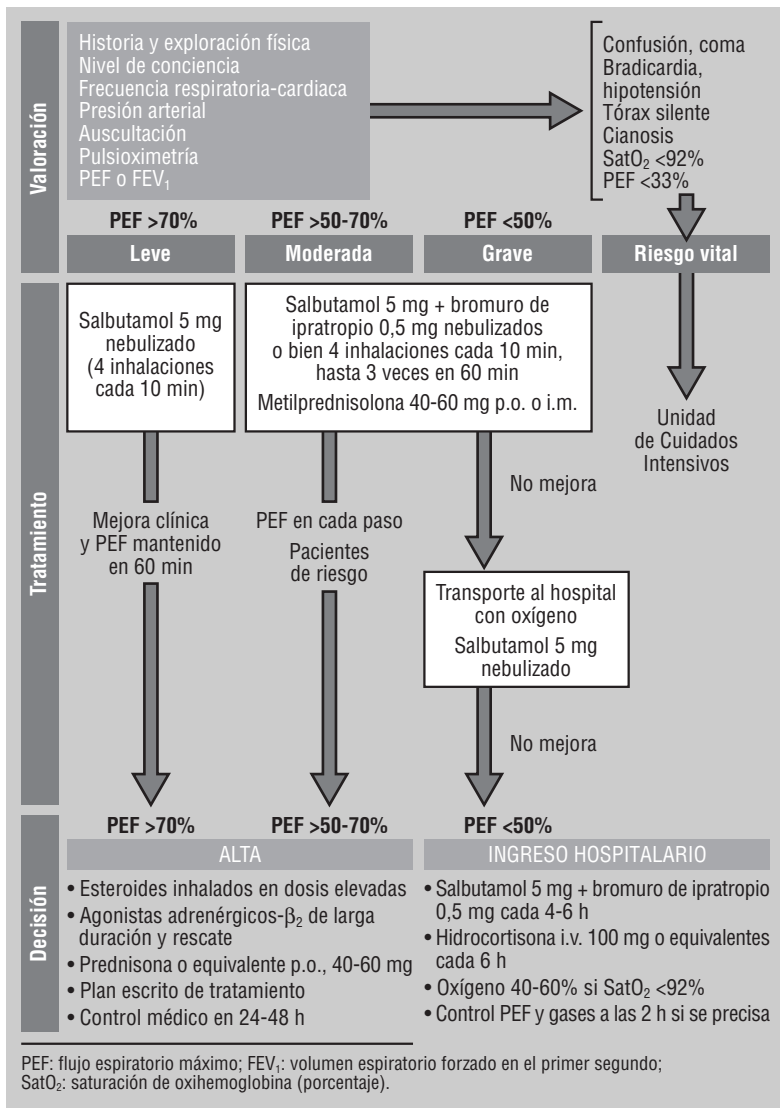 Valoración
Historia y exploración física
Nivel de conciencia
Frecuencia respiratoria-cardiaca
Presión arterial
Auscultación
Pulsioximetría
PEF o FEV₁
Confusión, coma
Bradicardia,
hipotensión
Tórax silente
Cianosis
SatO₂ <92%
PEF <33%
PEF >70%
PEF >50-70%
PEF <50%
Leve
Moderada
Grave
Riesgo vital
Tratamiento
Salbutamol 5 mg
nebulizado
(4 inhalaciones
cada 10 min)
Salbutamol 5 mg + bromuro de
ipratropio 0,5 mg nebulizados
o bien 4 inhalaciones cada 10 min,
hasta 3 veces en 60 min
Metilprednisolona 40-60 mg p.o. o i.m.
Unidad
de Cuidados
Intensivos
Mejora clínica
y PEF mantenido
en 60 min
PEF en cada paso
Pacientes
de riesgo
No mejora
Transporte al hospital
con oxígeno
Salbutamol 5 mg
nebulizado
No mejora
PEF >70%
PEF >50-70%
PEF <50%
Decisión
ALTA
• Esteroides inhalados en dosis elevadas
• Agonistas adrenérgicos-β₂ de larga
duración y rescate
• Prednisona o equivalente p.o., 40-60 mg
• Plan escrito de tratamiento
• Control médico en 24-48 h
INGRESO HOSPITALARIO
• Salbutamol 5 mg + bromuro de ipratropio
0,5 mg cada 4-6 h
• Hidrocortisona i.v. 100 mg o equivalentes
cada 6 h
• Oxígeno 40-60% si SatO₂ <92%
• Control PEF y gases a las 2 h si se precisa
PEF: flujo espiratorio máximo; FEV₁: volumen espiratorio forzado en el primer segundo;
SatO₂: saturación de oxihemoglobina (porcentaje).